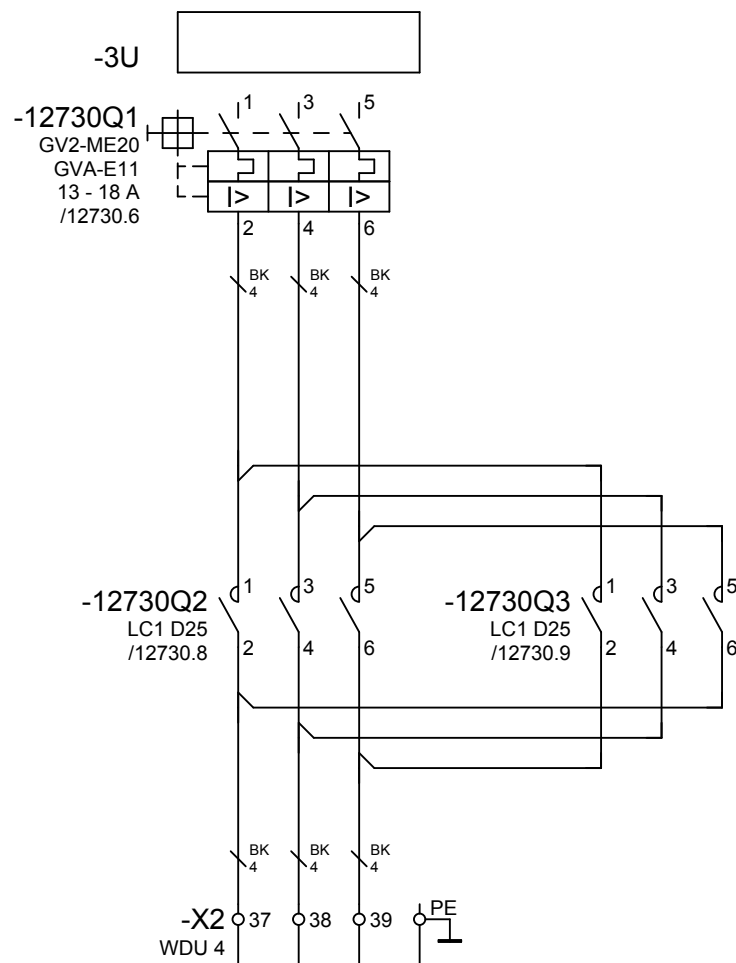 -3U
-12730Q1
GV2-ME20
GVA-E11
13 - 18 A
/12730.6
1 3 5
I> I> I>
2 4 6
BK BK BK
4 4 4
-12730Q2
LC1 D25
/12730.8
1 3 5
2 4 6
-12730Q3
LC1 D25
/12730.9
1 3 5
2 4 6
BK BK BK
4 4 4
-X2
WDU 4
37 38 39 PE